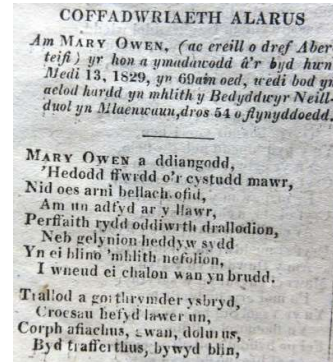 COFFADWRIAETH ALARUS
Am MARY OWEN, (ac ereill o dref Aber-
teifi) yr hon a ymadawodd â'r byd hwn
Medi 13, 1829, yn 69ain oed, wedi bod yn
aelod hardd yn mhlith y Bedyddwyr Neill-
duol yn Mlaenwaun, dros 54 o flynyddoedd.
MARY OWEN a ddiangodd,
'Hedodd ffwrdd o'r cystudd mawr,
Nid oes arni bellach ofid,
Am un adfyd ar y llawr,
Perffaith rydd oddiwrth drallodion,
Neb gelynion heddyw sydd
Yn ei blino 'mhlith nefolion,
I wneud ei chalon wan yn brudd.
Trallod a gorthrymder ysbryd,
Croesau hefyd lawer un,
Corph afiachus, gwan, dolurus,
Byd trafferthus, bywyd blin,